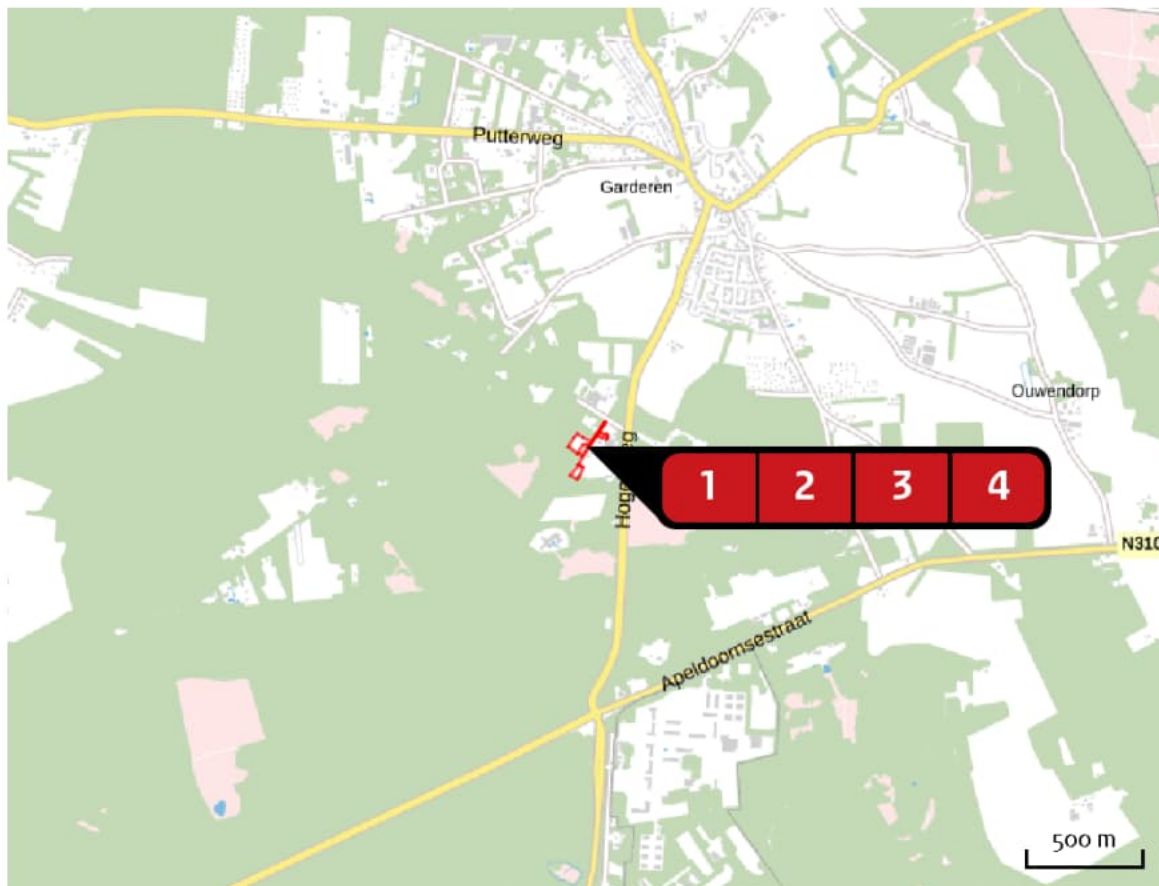 Putterweg
Garderen
Ouwendorp
1 2 3 4
N310
Apeldoornsestraat
500 m